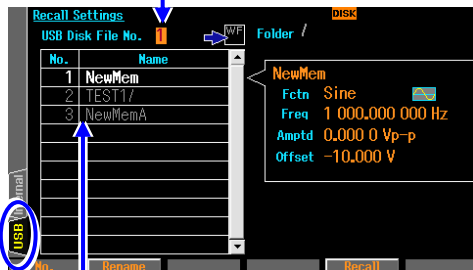 Recall Settings
DISK
USB Disk File No. 1
WF
Folder /
No. Name
1 NewMem
2 TEST1/
3 NewMemA
NewMem
Fctn Sine
Freq 1 000.000 000 Hz
Amptd 0.000 0 Vp-p
Offset -10.000 V
USB
No. Rename Recall